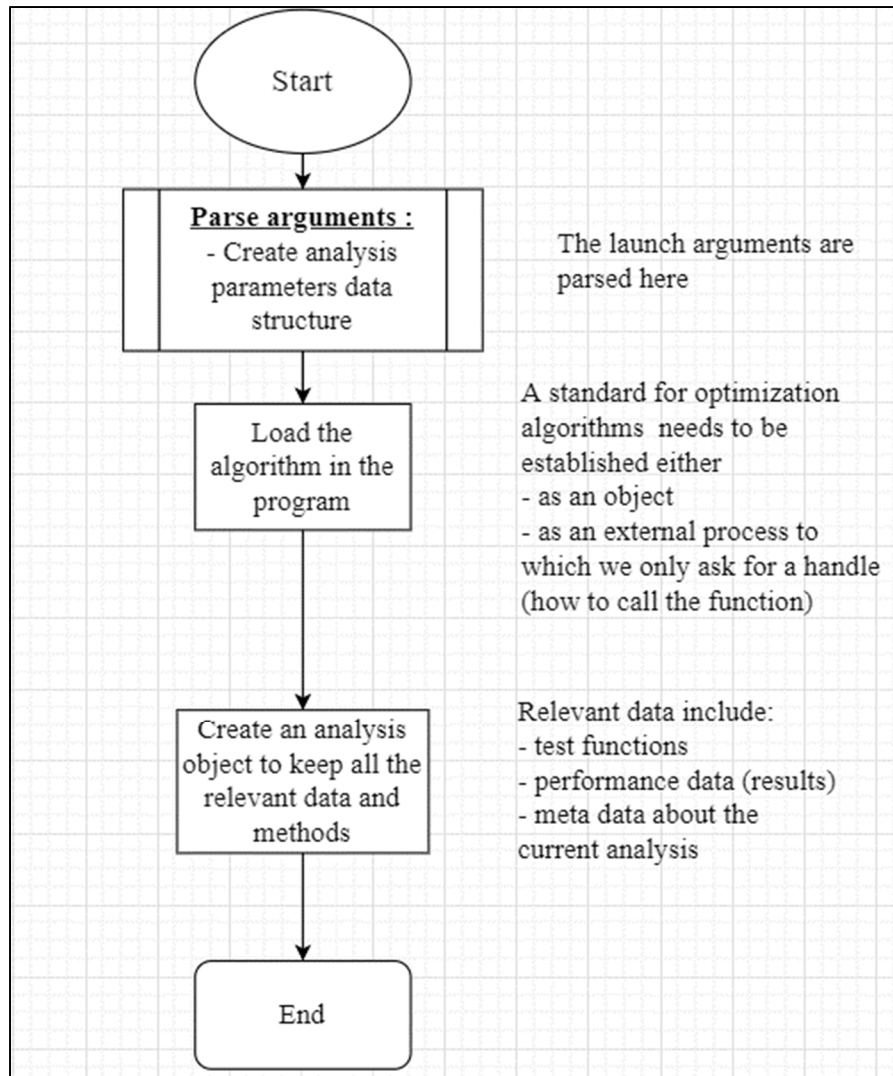 Start
Parse arguments :
- Create analysis
parameters data
structure
The launch arguments are
parsed here
Load the
algorithm in the
program
A standard for optimization
algorithms needs to be
established either
- as an object
- as an external process to
which we only ask for a handle
(how to call the function)
Create an analysis
object to keep all the
relevant data and
methods
Relevant data include:
- test functions
- performance data (results)
- meta data about the
current analysis
End